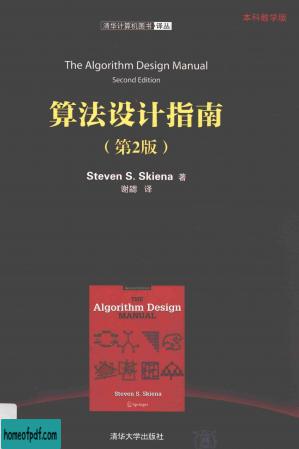 清华计算机图书译丛
本科教学版
The Algorithm Design Manual
Second Edition
算法设计指南
（第2版）
Steven S. Skiena 著
谢勰 译
THE
Algorithm Design
MANUAL
Steven S. Skiena
Springer
清华大学出版社
homeofpdf.com